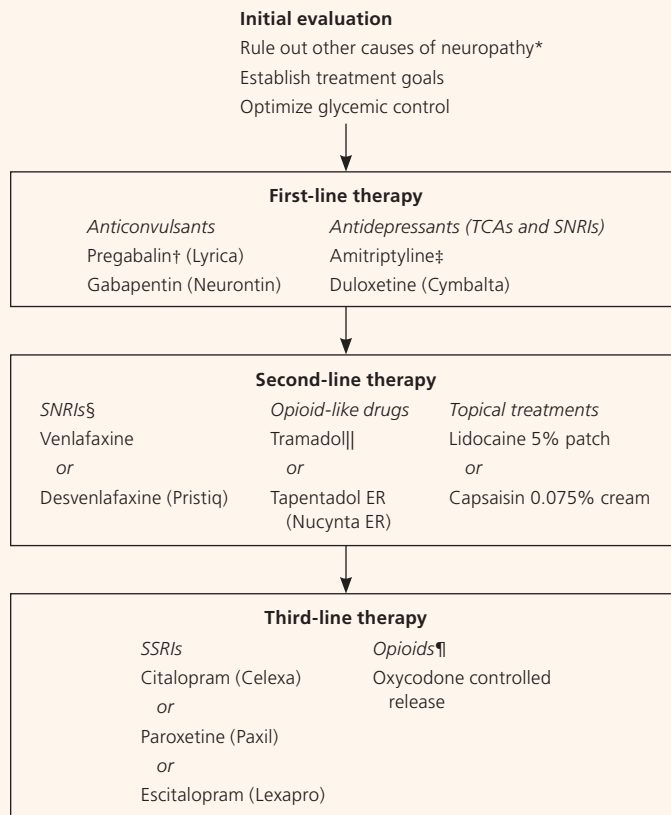 Initial evaluation
Rule out other causes of neuropathy*
Establish treatment goals
Optimize glycemic control
First-line therapy
Anticonvulsants
Pregabalin† (Lyrica)
Gabapentin (Neurontin)
Antidepressants (TCAs and SNRIs)
Amitriptyline‡
Duloxetine (Cymbalta)
Second-line therapy
SNRIs§
Venlafaxine
or
Desvenlafaxine (Pristiq)
Opioid-like drugs
Tramadol||
or
Tapentadol ER
(Nucynta ER)
Topical treatments
Lidocaine 5% patch
or
Capsaisin 0.075% cream
Third-line therapy
SSRIs
Citalopram (Celexa)
or
Paroxetine (Paxil)
or
Escitalopram (Lexapro)
Opioids¶
Oxycodone controlled
release